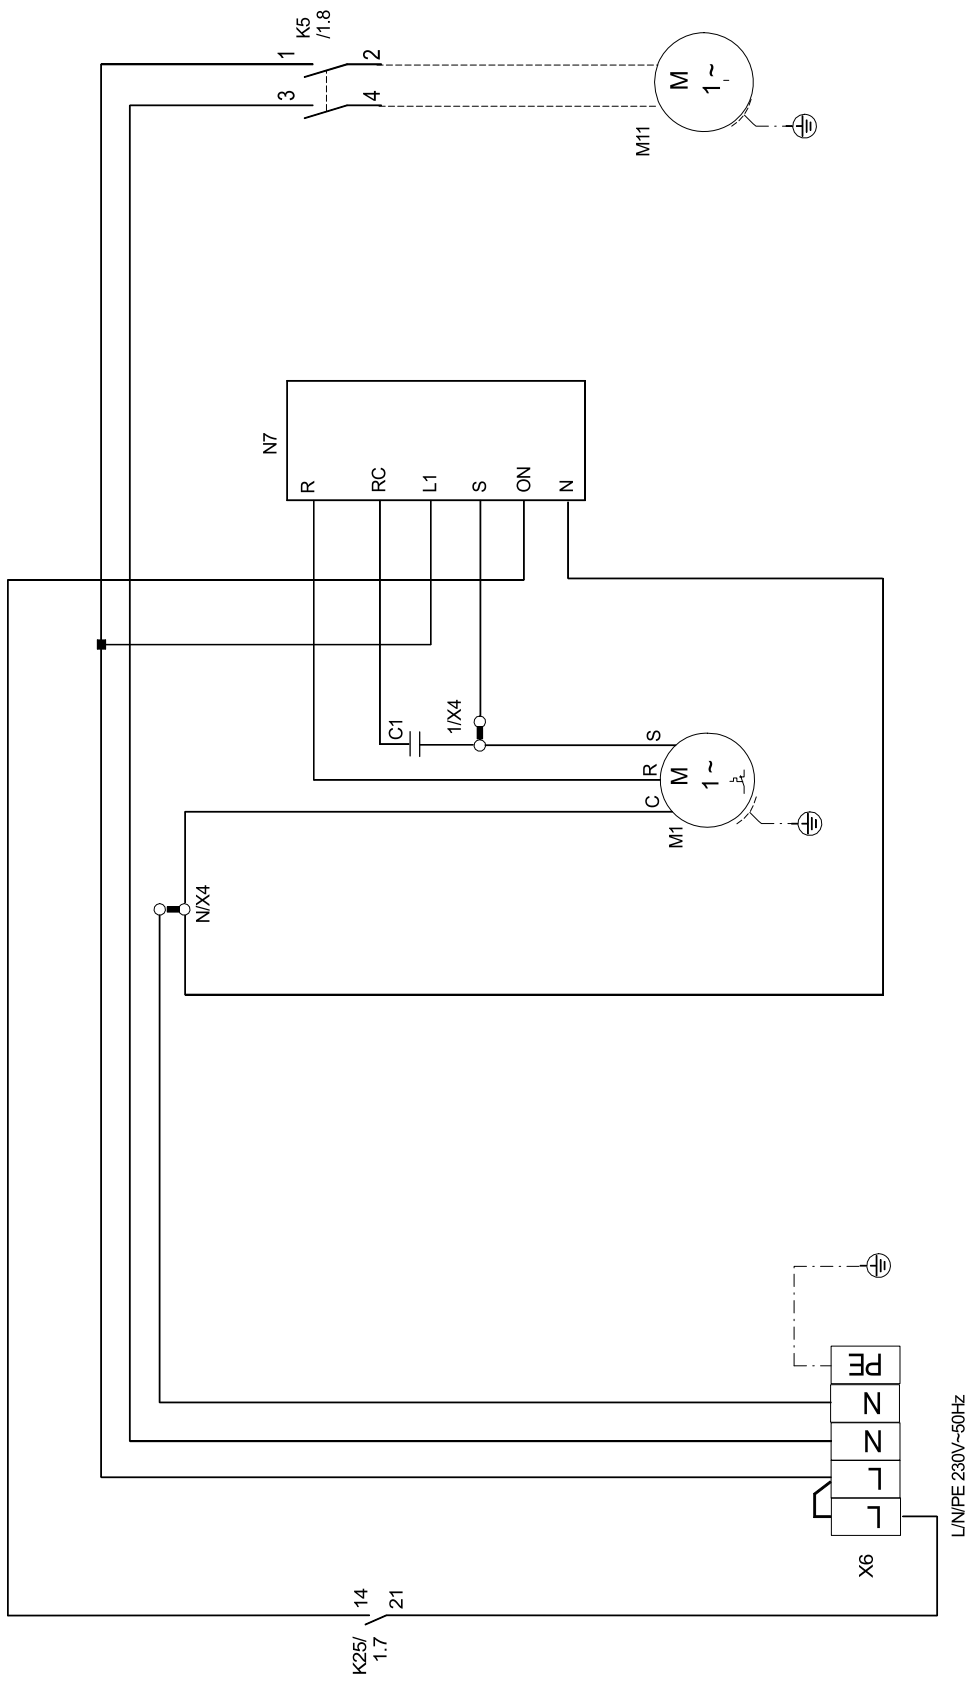 K5
/1.8
1
2
3
4
M
1~
M11
N7
R
RC
L1
S
ON
N
C1
1/X4
S
R
C
M
1~
M1
N/X4
PE
N
N
L
L
X6
L/N/PE 230V~50Hz
14
21
K25/
1.7